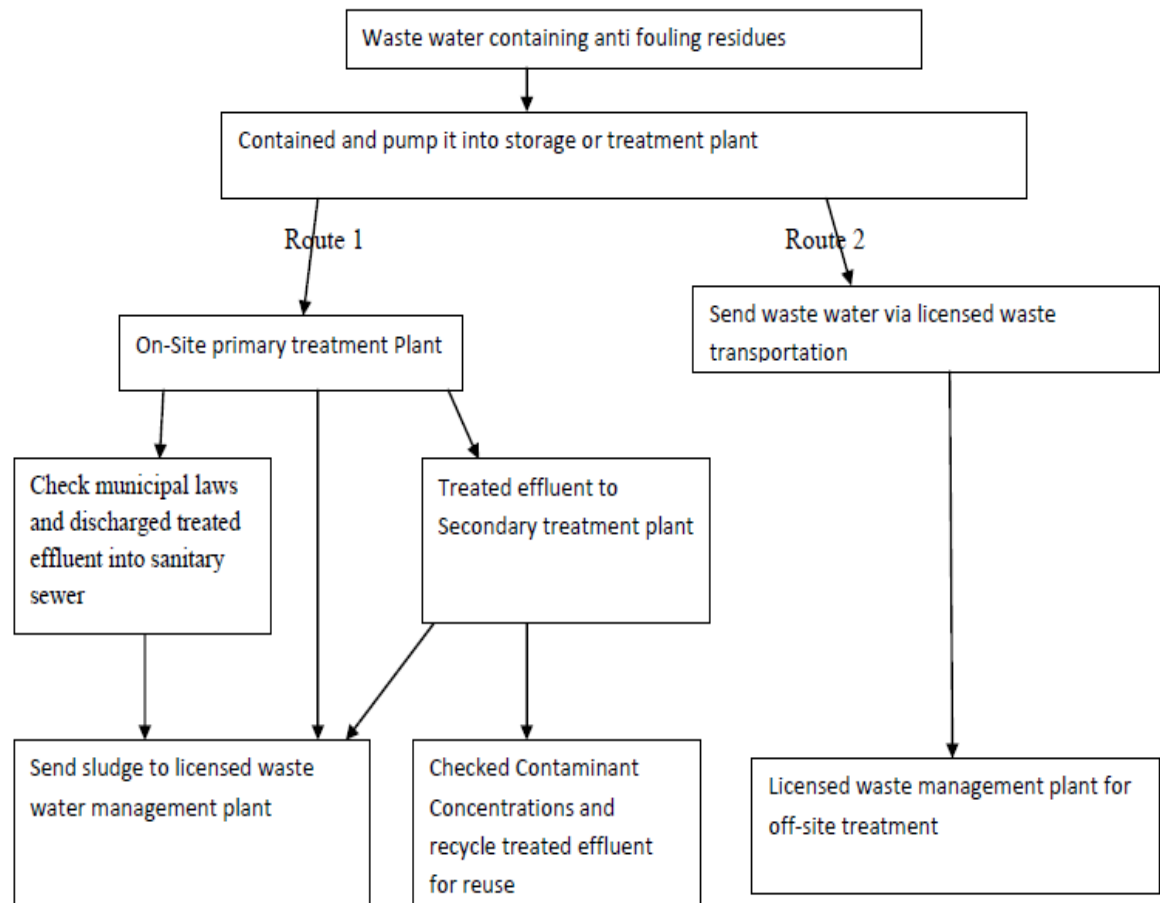 Waste water containing anti fouling residues
Contained and pump it into storage or treatment plant
Route 1
Route 2
On-Site primary treatment Plant
Send waste water via licensed waste
transportation
Check municipal laws
and discharged treated
effluent into sanitary
sewer
Treated effluent to
Secondary treatment plant
Send sludge to licensed waste
water management plant
Checked Contaminant
Concentrations and
recycle treated effluent
for reuse
Licensed waste management plant for
off-site treatment